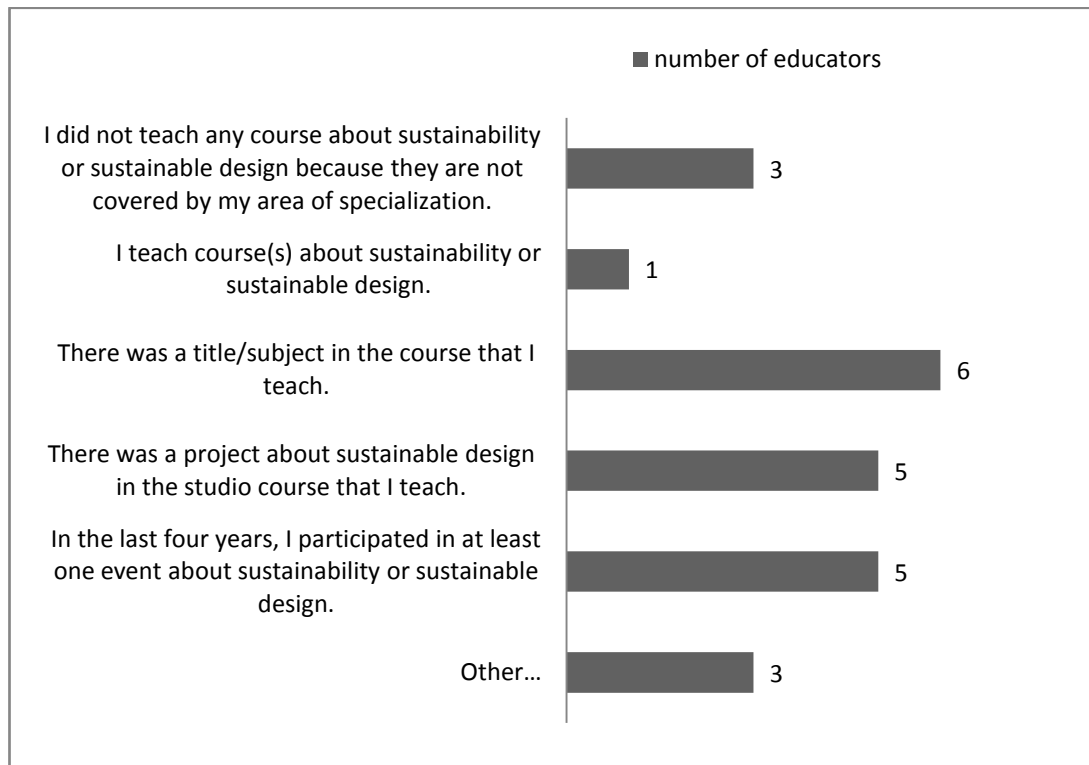 number of educators
I did not teach any course about sustainability
or sustainable design because they are not
covered by my area of specialization.
3
I teach course(s) about sustainability or
sustainable design.
1
There was a title/subject in the course that I
teach.
6
There was a project about sustainable design
in the studio course that I teach.
5
In the last four years, I participated in at least
one event about sustainability or sustainable
design.
5
Other…
3